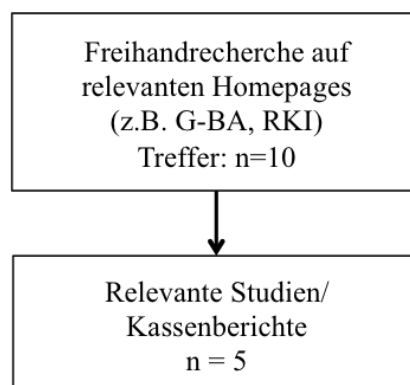 Freihandrecherche auf
relevanten Homepages
(z.B. G-BA, RKI)
Treffer: n=10
Relevante Studien/
Kassenberichte
n = 5